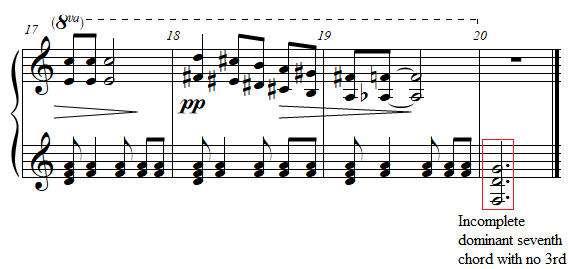 (8va)
17 18 19 20
pp
Incomplete
dominant seventh
chord with no 3rd